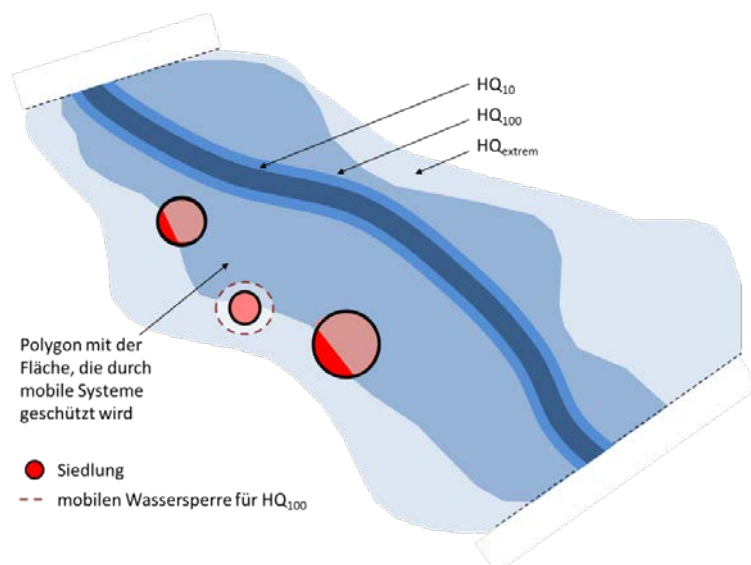 HQ10
HQ100
HQextrem
Polygon mit der
Fläche, die durch
mobile Systeme
geschützt wird
Siedlung
mobilen Wassersperre für HQ100